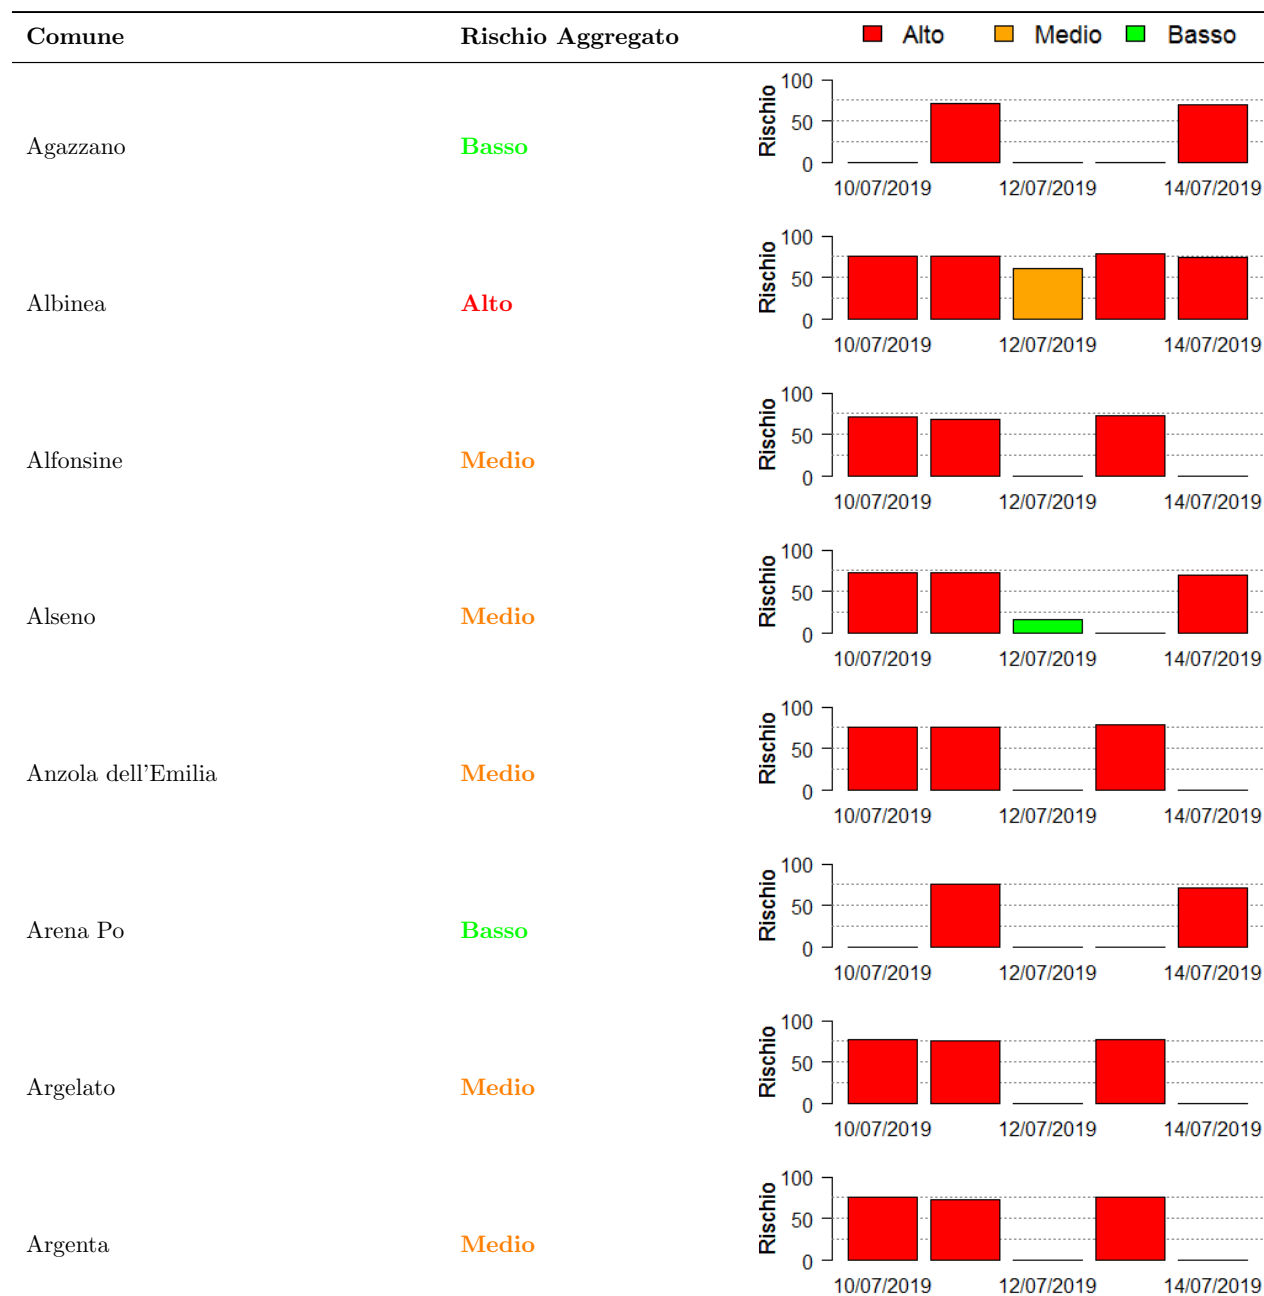 Comune Rischio Aggregato Alto Medio Basso
Agazzano Basso
Rischio
100
50
0
10/07/2019 12/07/2019 14/07/2019
Albinea Alto
Rischio
100
50
0
10/07/2019 12/07/2019 14/07/2019
Alfonsine Medio
Rischio
100
50
0
10/07/2019 12/07/2019 14/07/2019
Alseno Medio
Rischio
100
50
0
10/07/2019 12/07/2019 14/07/2019
Anzola dell'Emilia Medio
Rischio
100
50
0
10/07/2019 12/07/2019 14/07/2019
Arena Po Basso
Rischio
100
50
0
10/07/2019 12/07/2019 14/07/2019
Argelato Medio
Rischio
100
50
0
10/07/2019 12/07/2019 14/07/2019
Argenta Medio
Rischio
100
50
0
10/07/2019 12/07/2019 14/07/2019